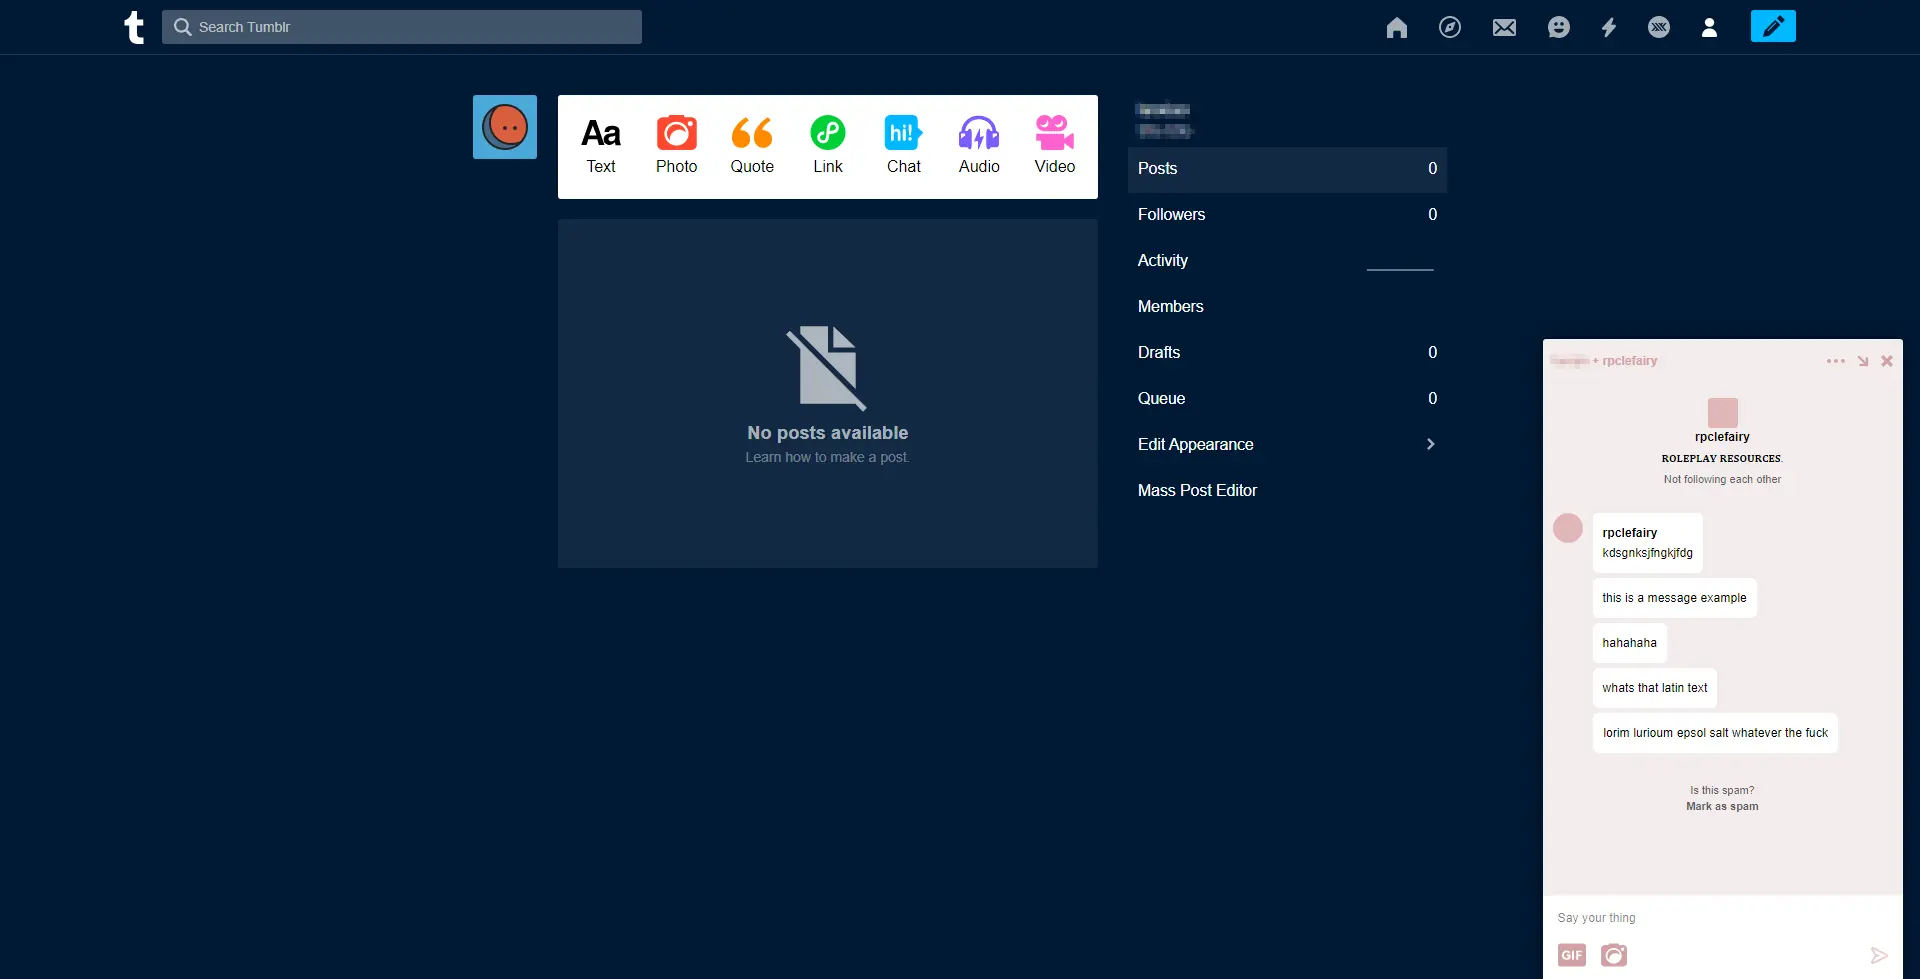 t
Search Tumblr
Aa
hi!
Text
Photo
Quote
Link
Chat
Audio
Video
No posts available
Learn how to make a post.
Posts 0
Followers 0
Activity
Members
Drafts 0
Queue 0
Edit Appearance
Mass Post Editor
+ rpclefairy
rpclefairy
ROLEPLAY RESOURCES.
Not following each other
rpclefairy
kdsgnksjfngkjfdg
this is a message example
hahahaha
whats that latin text
lorim lurioum epsol salt whatever the fuck
Is this spam?
Mark as spam
Say your thing
GIF